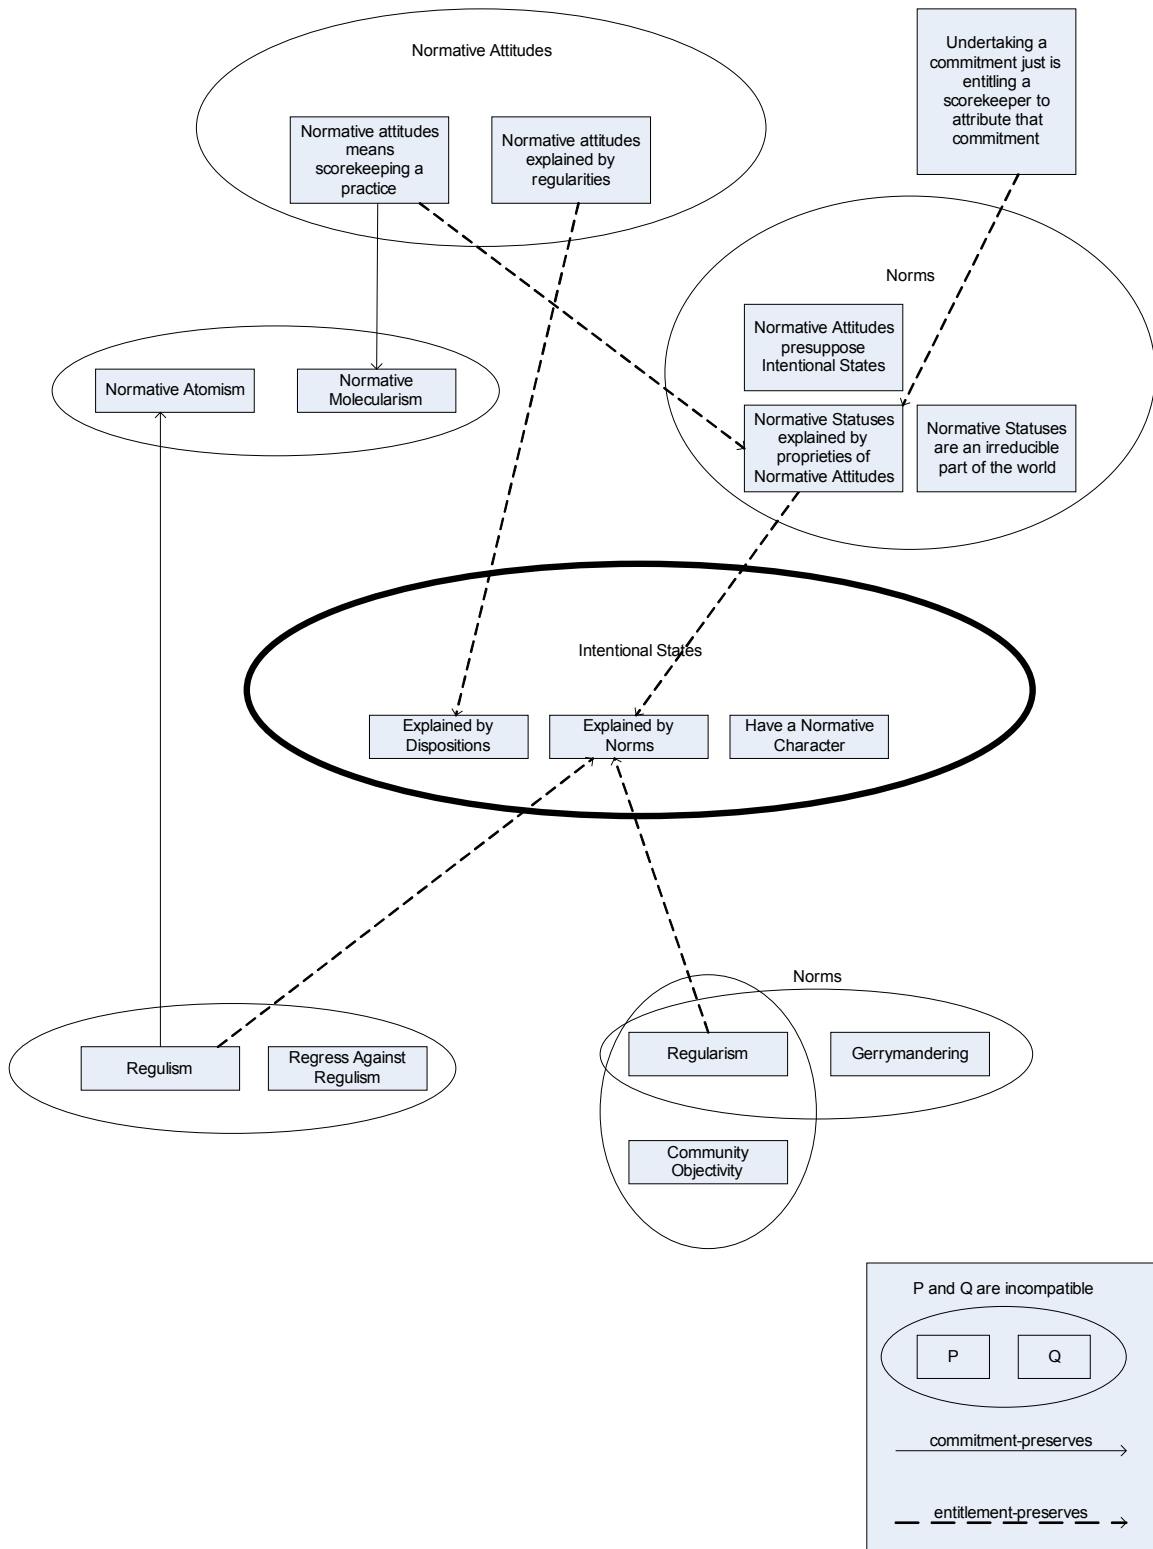 Normative Attitudes
Undertaking a
commitment just is
entitling a
scorekeeper to
attribute that
commitment
Normative attitudes
means
scorekeeping a
practice
Normative attitudes
explained by
regularities
Norms
Normative Attitudes
presuppose
Intentional States
Normative Atomism
Normative
Molecularism
Normative Statuses
explained by
proprieties of
Normative Attitudes
Normative Statuses
are an irreducible
part of the world
Intentional States
Explained by
Dispositions
Explained by
Norms
Have a Normative
Character
Norms
Regulism
Regress Against
Regulism
Regularism
Gerrymandering
Community
Objectivity
P and Q are incompatible
P
Q
commitment-preserves
entitlement-preserves